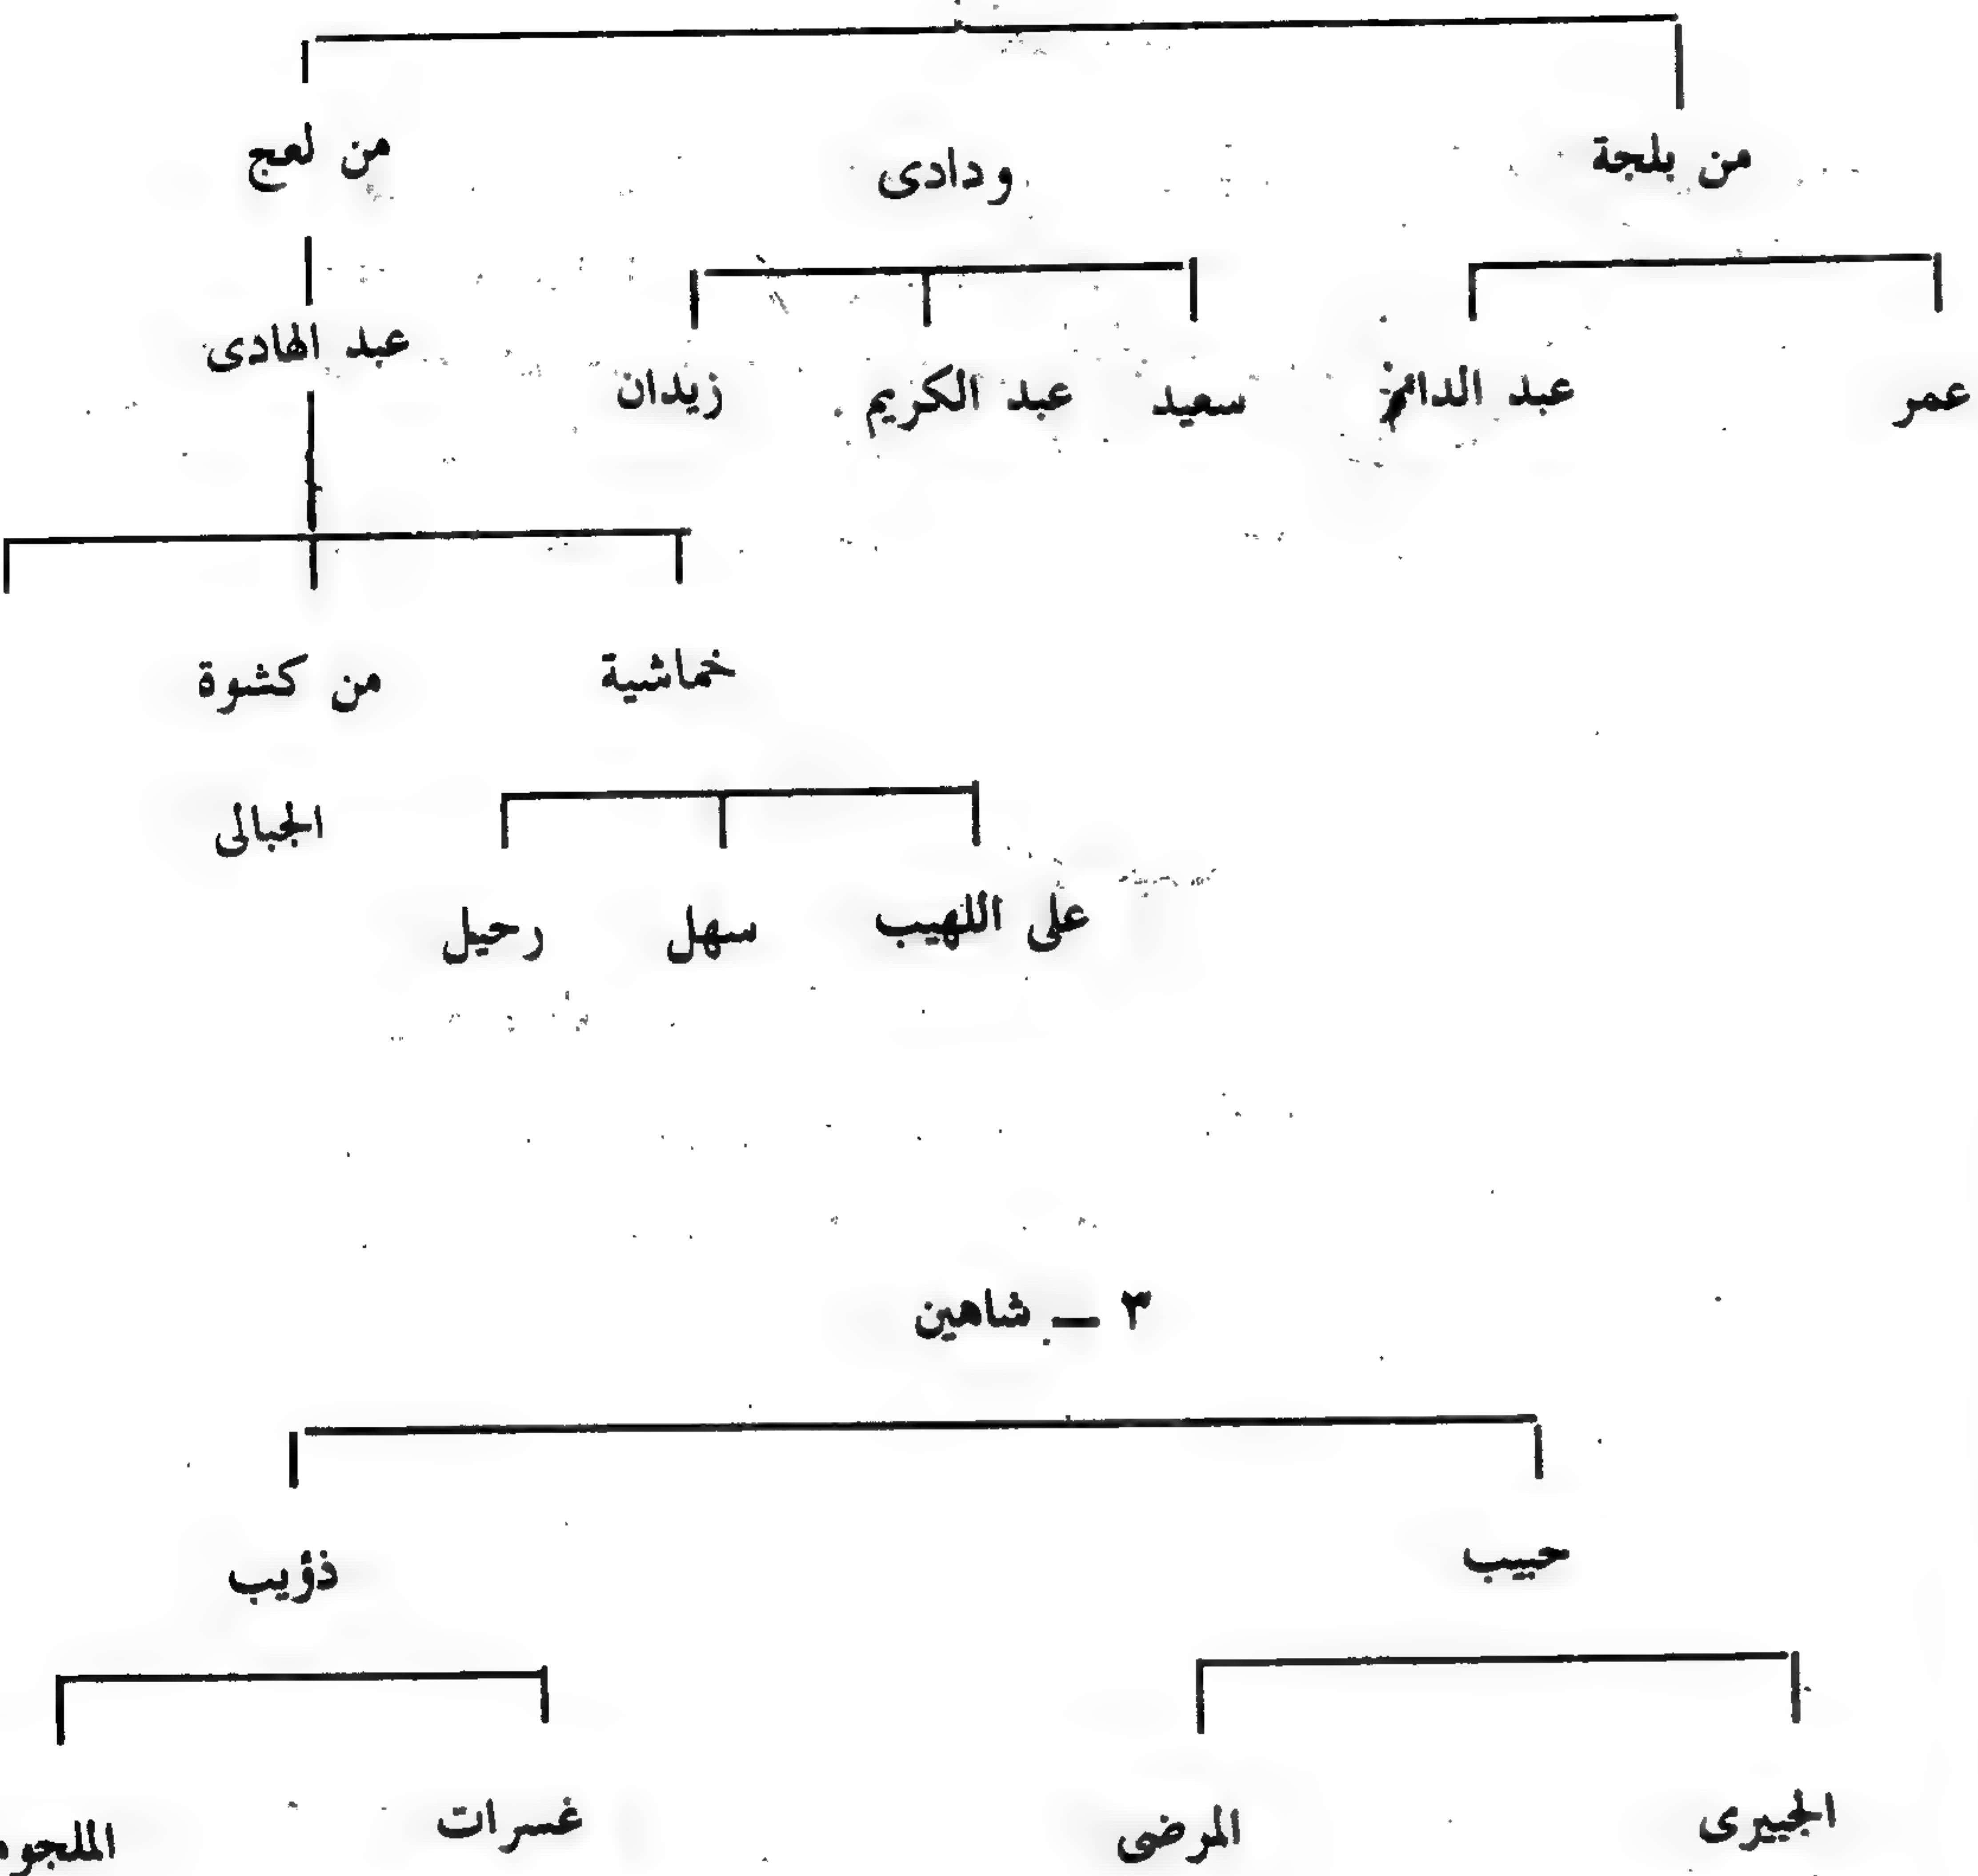 من بلجة ودادى من لعج
عبد الهادى
عمر عبد الدائم سعيد عبد الكريم زيدان
خماشية من كشوة
الجبالى
على اللهيب سهل رحيل
٣ — شاهين
حبيب ذؤيب
الجبيرى المرضى غسرات